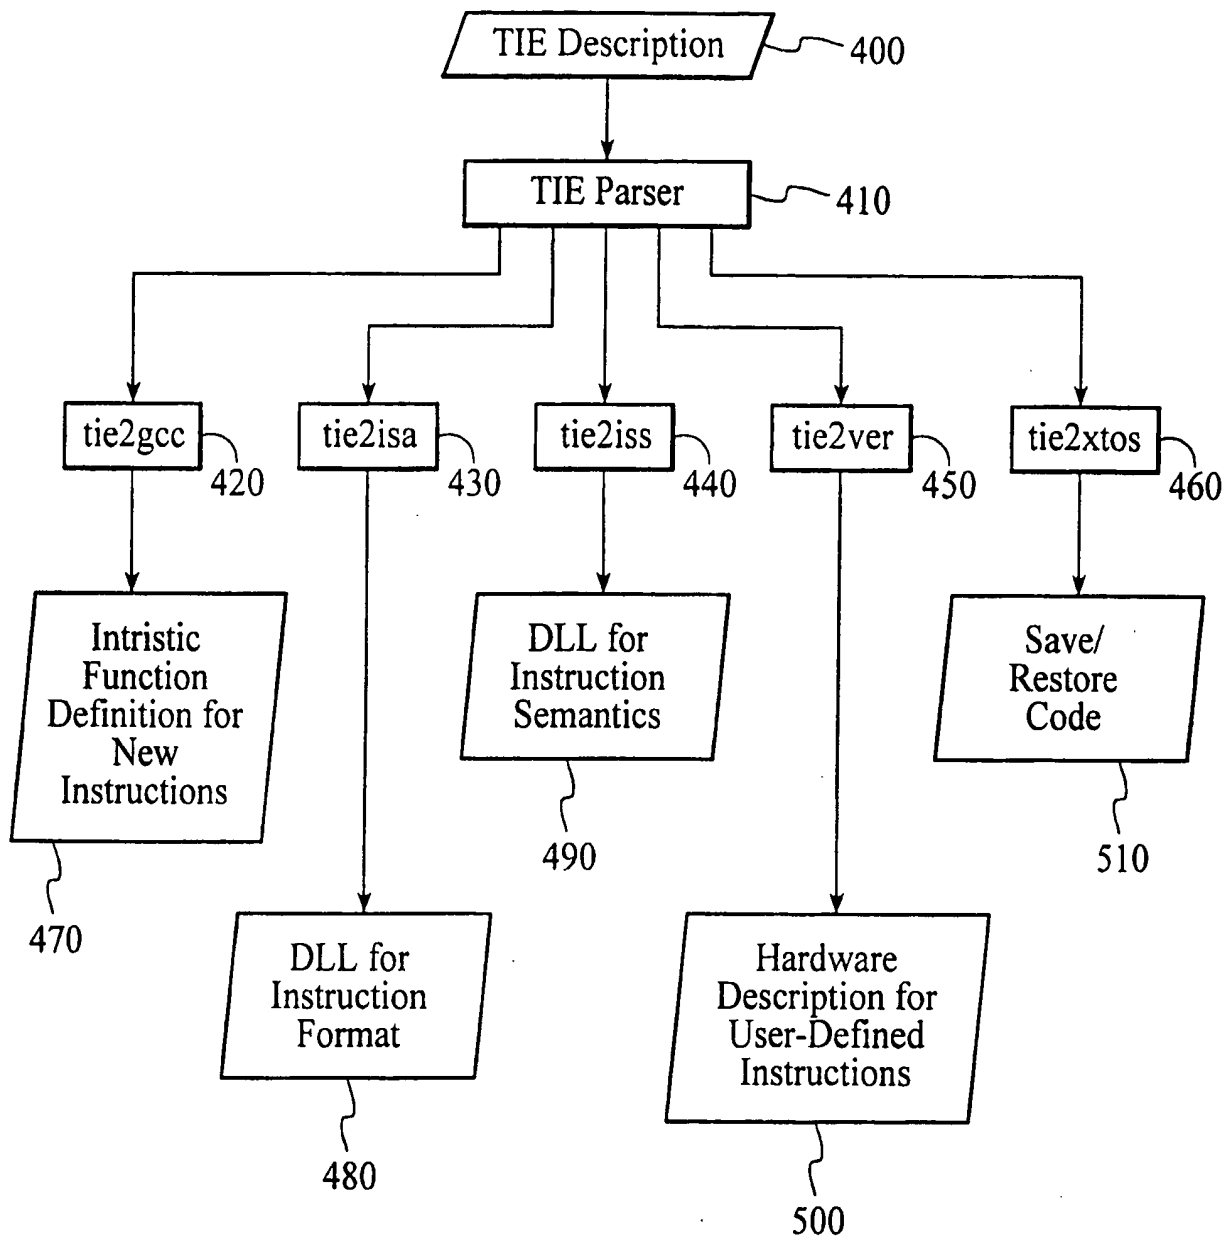 TIE Description
400
TIE Parser
410
tie2gcc
420
tie2isa
430
tie2iss
440
tie2ver
450
tie2xtos
460
Intristic
Function
Definition for
New
Instructions
470
DLL for
Instruction
Semantics
490
Save/
Restore
Code
510
DLL for
Instruction
Format
480
Hardware
Description for
User-Defined
Instructions
500